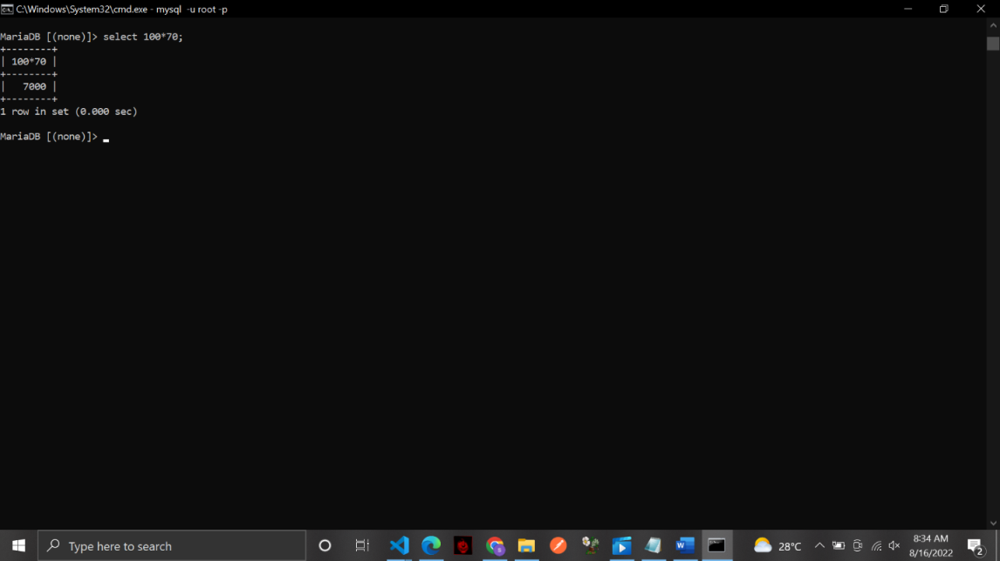 C:\Windows\System32\cmd.exe - mysql  -u root -p
MariaDB [(none)]> select 100*70;
+--------+
| 100*70 |
+--------+
|   7000 |
+--------+
1 row in set (0.000 sec)
MariaDB [(none)]>
Type here to search
28°C
8:34 AM
8/16/2022
2